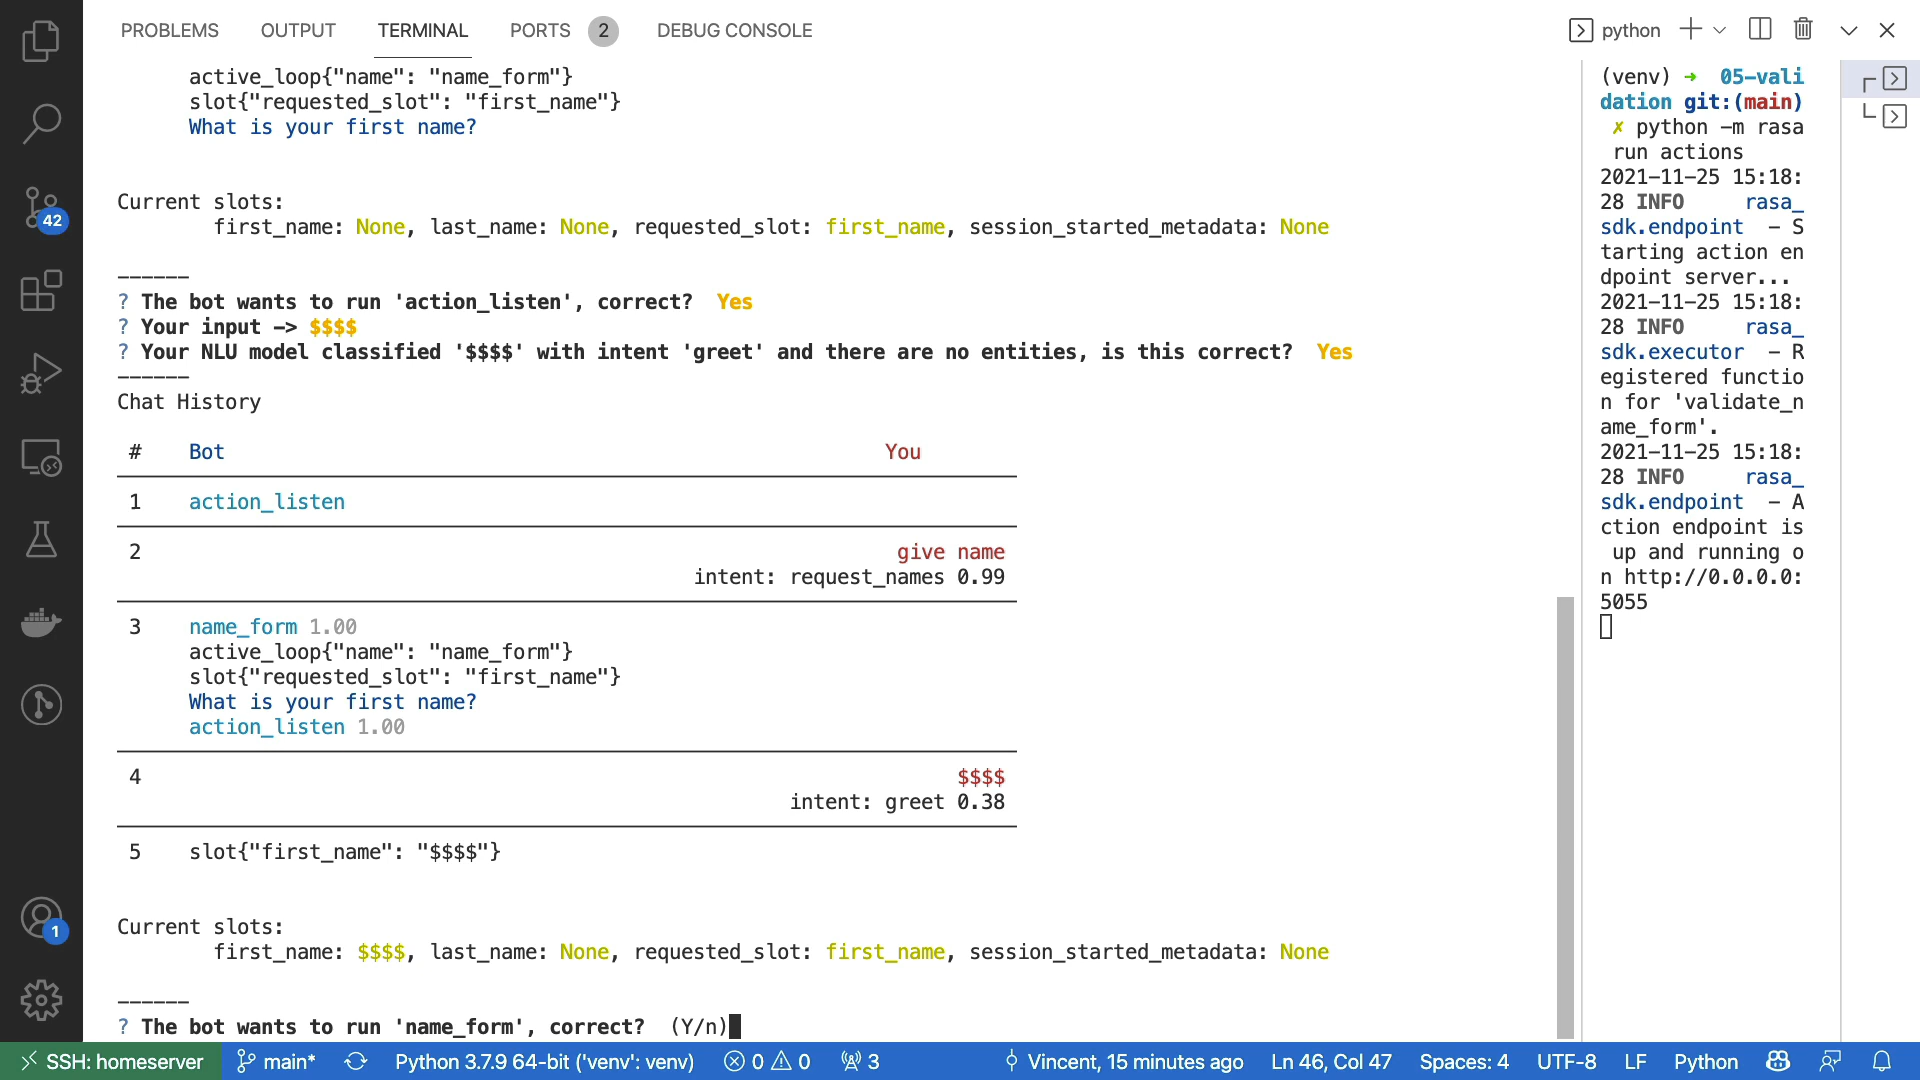 PROBLEMS OUTPUT TERMINAL PORTS 2 DEBUG CONSOLE
python
active_loop{"name": "name_form"}
slot{"requested_slot": "first_name"}
What is your first name?
Current slots:
first_name: None, last_name: None, requested_slot: first_name, session_started_metadata: None
------
? The bot wants to run 'action_listen', correct? Yes
? Your input -> $$$$
? Your NLU model classified '$$$$' with intent 'greet' and there are no entities, is this correct? Yes
------
Chat History
# Bot You
1 action_listen
2 give name
intent: request_names 0.99
3 name_form 1.00
active_loop{"name": "name_form"}
slot{"requested_slot": "first_name"}
What is your first name?
action_listen 1.00
4 $$$$
intent: greet 0.38
5 slot{"first_name": "$$$$"}
Current slots:
first_name: $$$$, last_name: None, requested_slot: first_name, session_started_metadata: None
------
? The bot wants to run 'name_form', correct? (Y/n)
(venv) ➜ 05-vali
dation git:(main)
✗ python -m rasa
run actions
2021-11-25 15:18:
28 INFO rasa_
sdk.endpoint - S
tarting action en
dpoint server...
2021-11-25 15:18:
28 INFO rasa_
sdk.executor - R
egistered functio
n for 'validate_n
ame_form'.
2021-11-25 15:18:
28 INFO rasa_
sdk.endpoint - A
ction endpoint is
up and running o
n http://0.0.0.0:
5055
42
1
SSH: homeserver main* Python 3.7.9 64-bit ('venv': venv) 0 0 3 Vincent, 15 minutes ago Ln 46, Col 47 Spaces: 4 UTF-8 LF Python